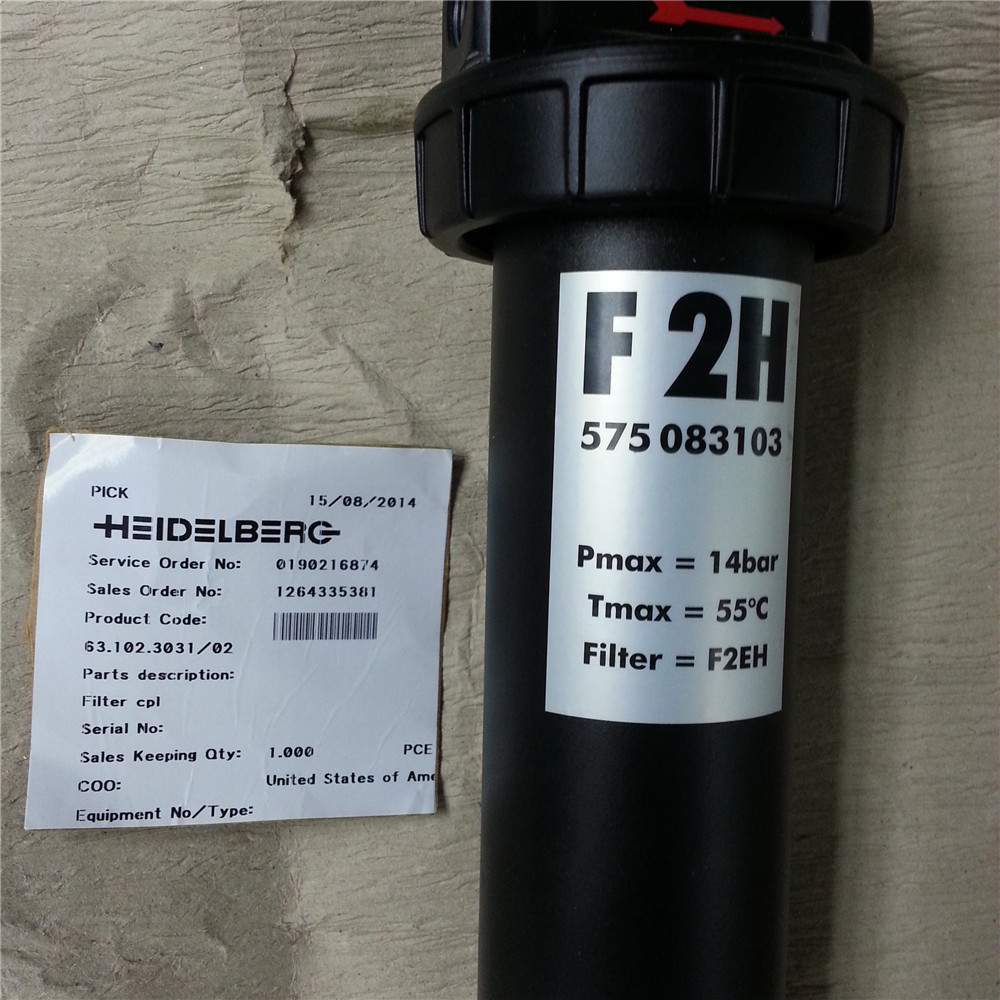 PICK 15/08/2014
HEIDELBERG
Service Order No: 0190216874
Sales Order No: 1264335381
Product Code:
63.102.3031/02
Parts description:
Filter cpl
Serial No:
Sales Keeping Qty: 1.000 PCE
COO: United States of Ame
Equipment No/Type:
F 2H
575 083103
Pmax = 14bar
Tmax = 55°C
Filter = F2EH